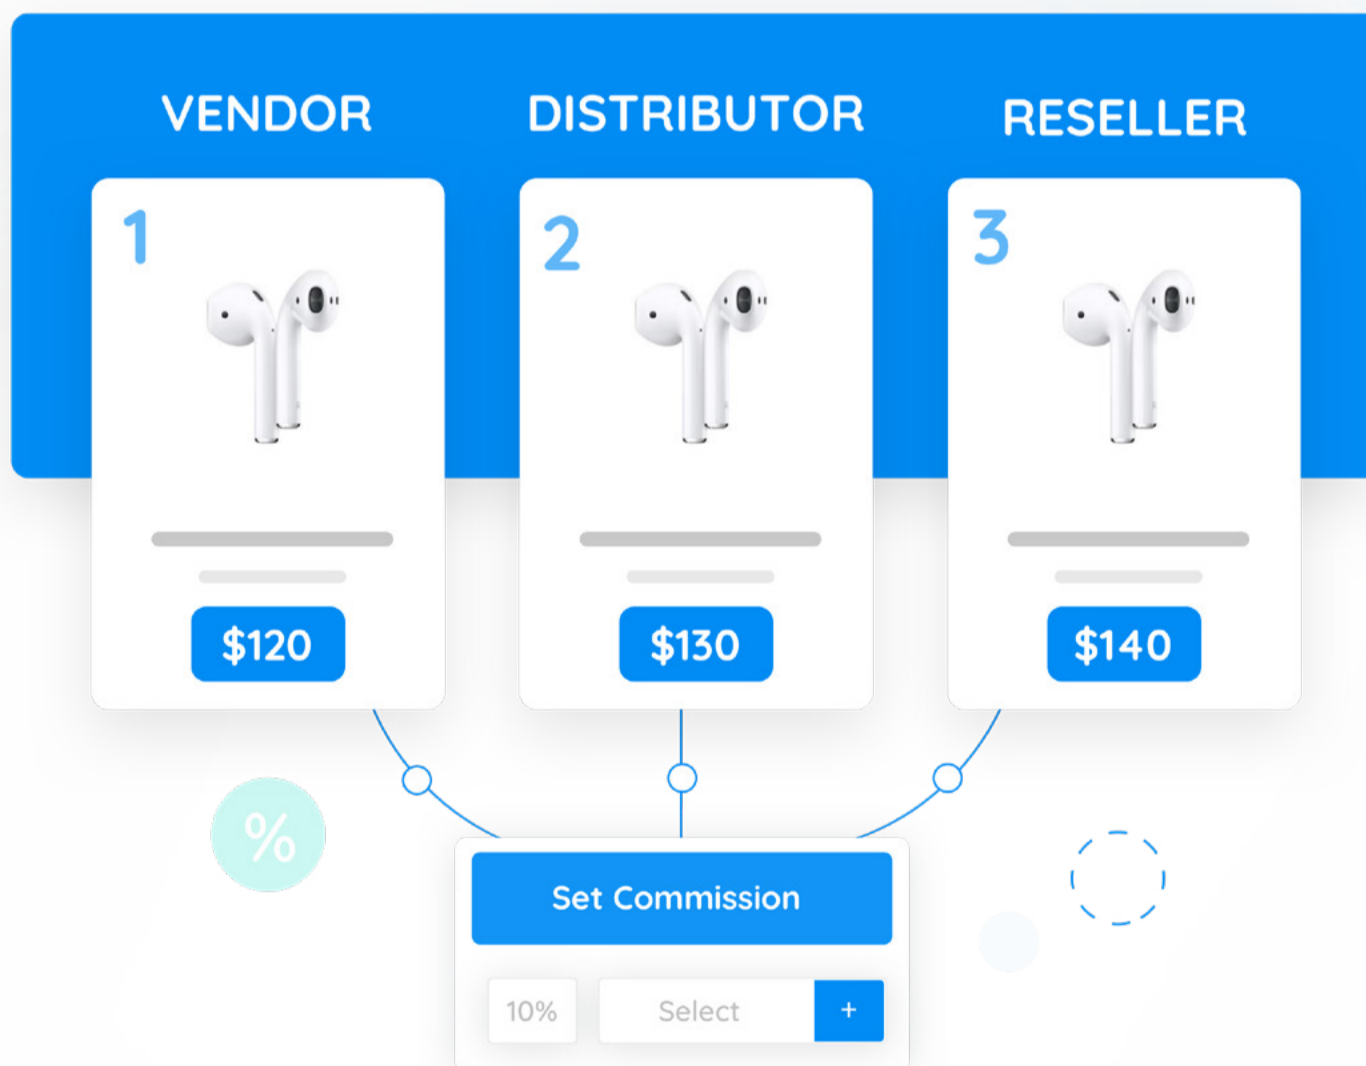 VENDOR
DISTRIBUTOR
RESELLER
1
2
3
$120
$130
$140
%
Set Commission
10%
Select
+